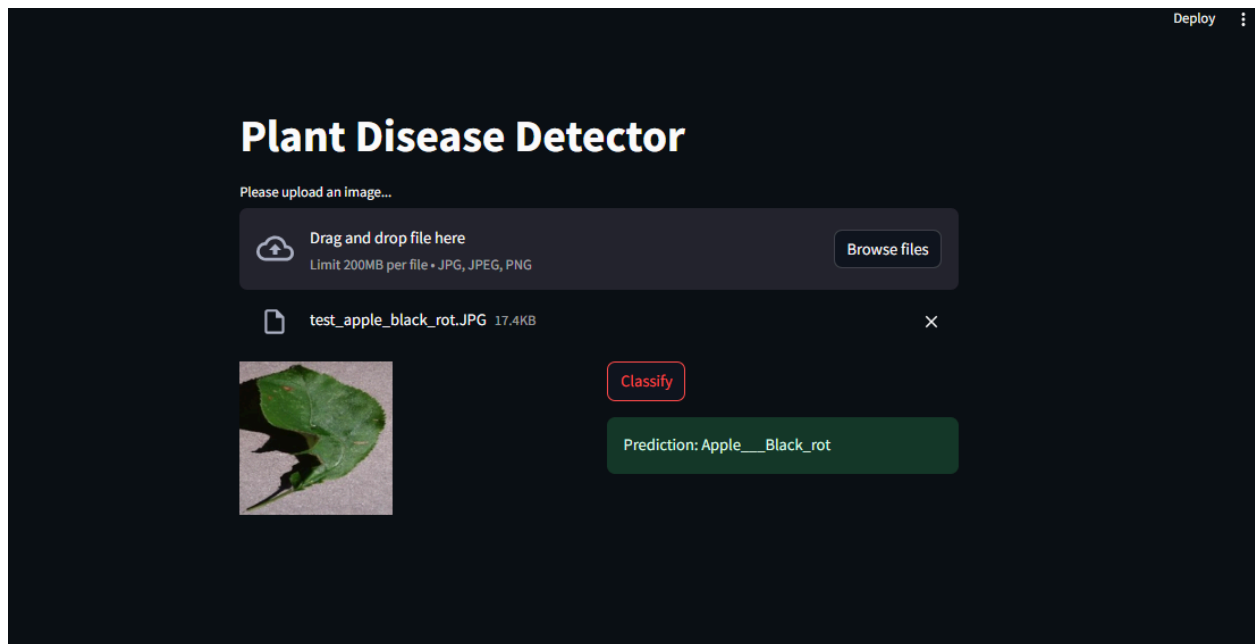 Deploy
Plant Disease Detector
Please upload an image...
Drag and drop file here
Limit 200MB per file • JPG, JPEG, PNG
Browse files
test_apple_black_rot.JPG 17.4KB
Classify
Prediction: Apple___Black_rot